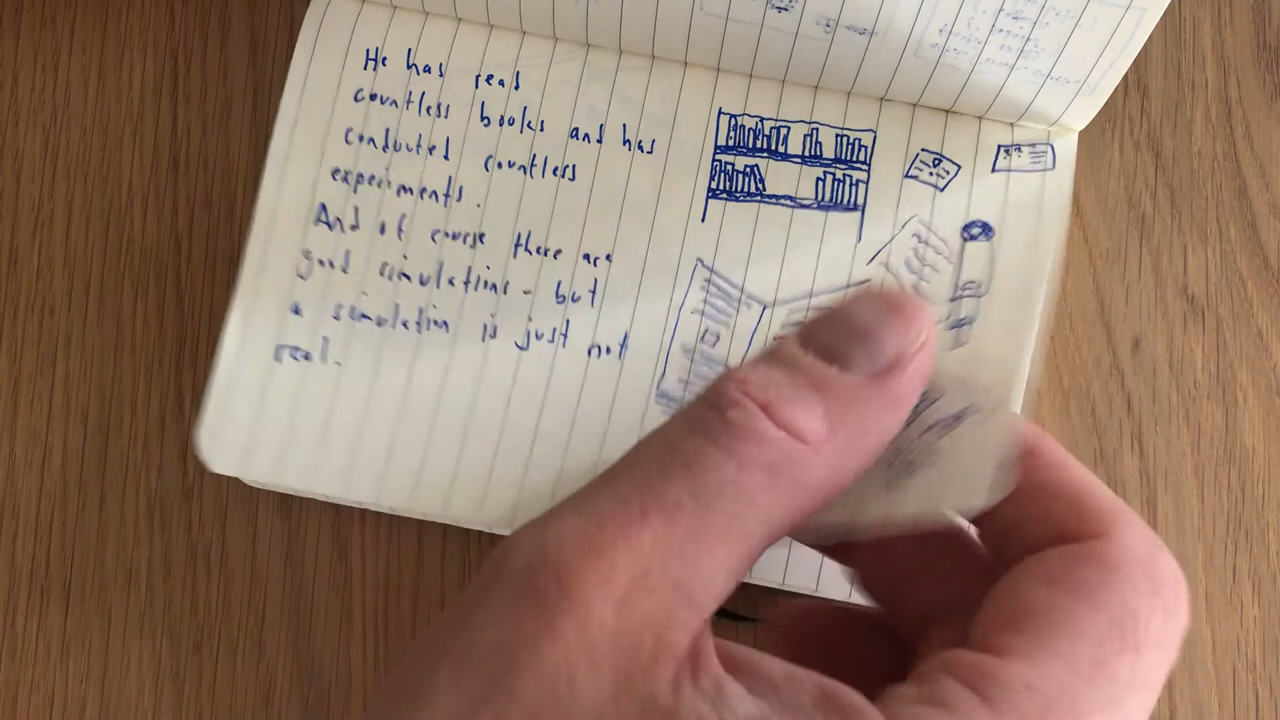 He has read
countless books and has
conducted countless
experiments.
And of course there are
good simulations - but
a simulation is just not
real.